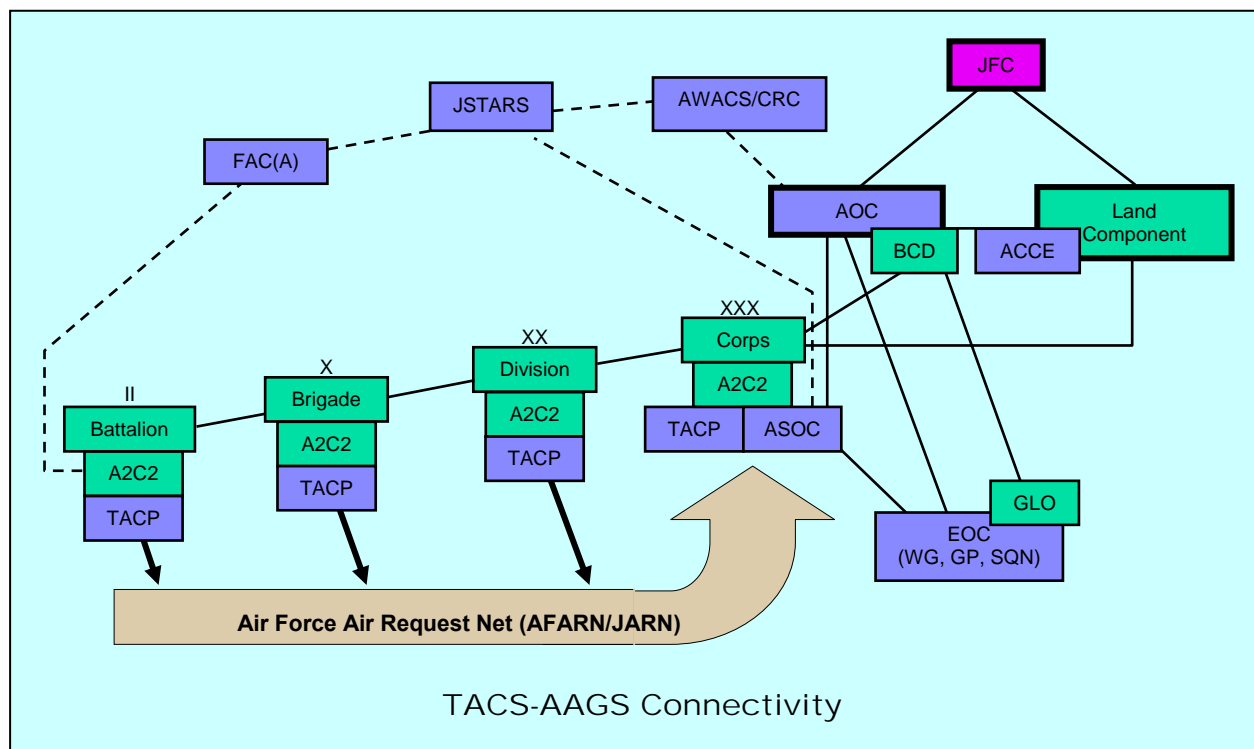 JFC
JSTARS
AWACS/CRC
FAC(A)
AOC
Land
Component
BCD
ACCE
XXX
Corps
A2C2
TACP
ASOC
XX
Division
A2C2
TACP
X
Brigade
A2C2
TACP
II
Battalion
A2C2
TACP
GLO
EOC
(WG, GP, SQN)
Air Force Air Request Net (AFARN/JARN)
TACS-AAGS Connectivity